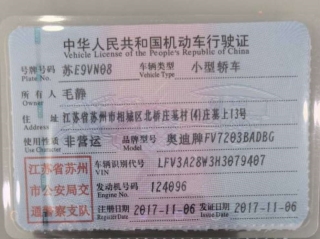 中华人民共和国机动车行驶证
Vehicle License of the People's Republic of China
号牌号码 苏E9VN08 车辆类型 小型轿车
Plate No. Vehicle Type
所有人 毛静
Owner
住址 江苏省苏州市相城区北桥庄基村(4)庄基上13号
Address
使用性质 非营运 品牌型号 奥迪牌FV7203BADBG
Use Character Model
江苏省苏州市公安局交通警察支队
车辆识别代号 LFV3A28W3H3079407
VIN
发动机号码 124096
Engine No.
注册日期 2017-11-06 发证日期 2017-11-06
Register Date Issue Date